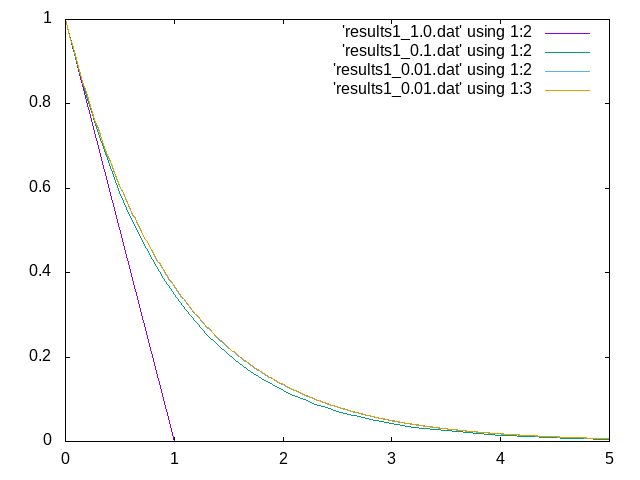 1
'results1_1.0.dat' using 1:2
'results1_0.1.dat' using 1:2
'results1_0.01.dat' using 1:2
'results1_0.01.dat' using 1:3
0.8
0.6
0.4
0.2
0
0 1 2 3 4 5